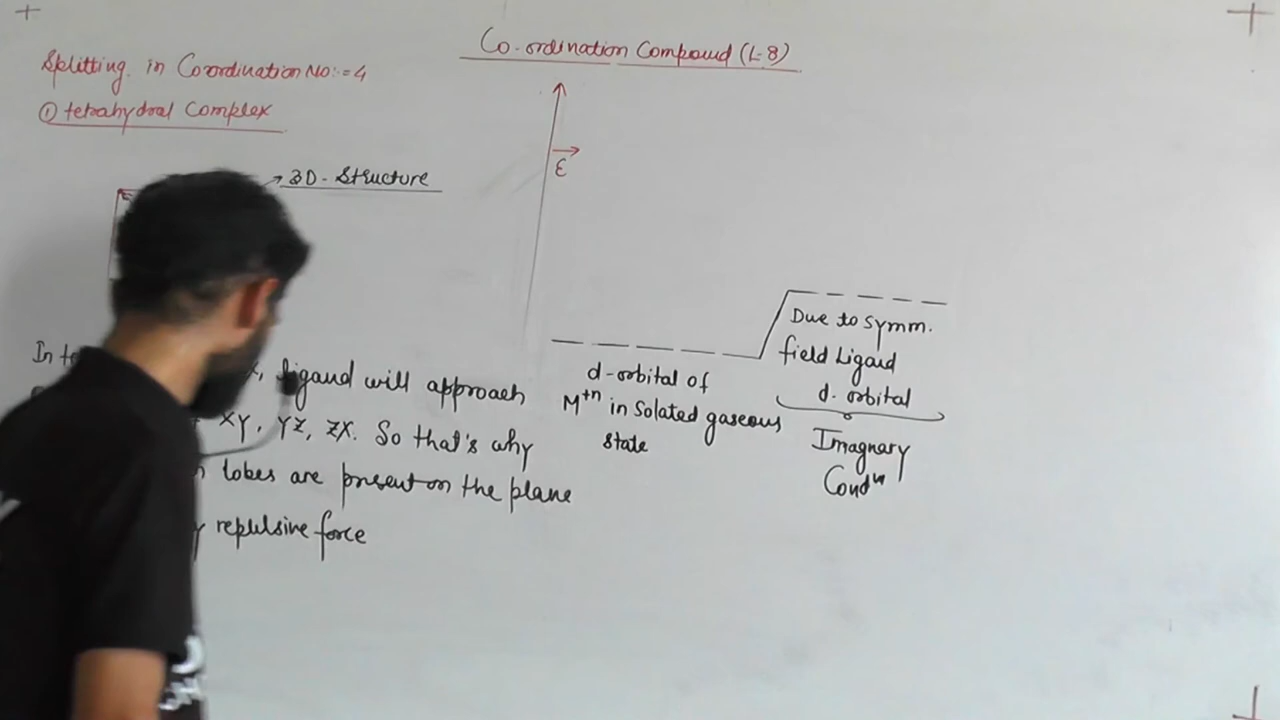 Co-ordination Compound (L-8)
Splitting in Coordination No:-=4
① tetrahydral Complex
→ 3D- Structure
ε
In
ligand will approach
XY, YZ, ZX. So that's why
lobes are present on the plane
repulsive force
d-orbital of
M+n in Solated gaseous
state
Due to Symm.
field Ligand
d. orbital
Imagnary
Condn